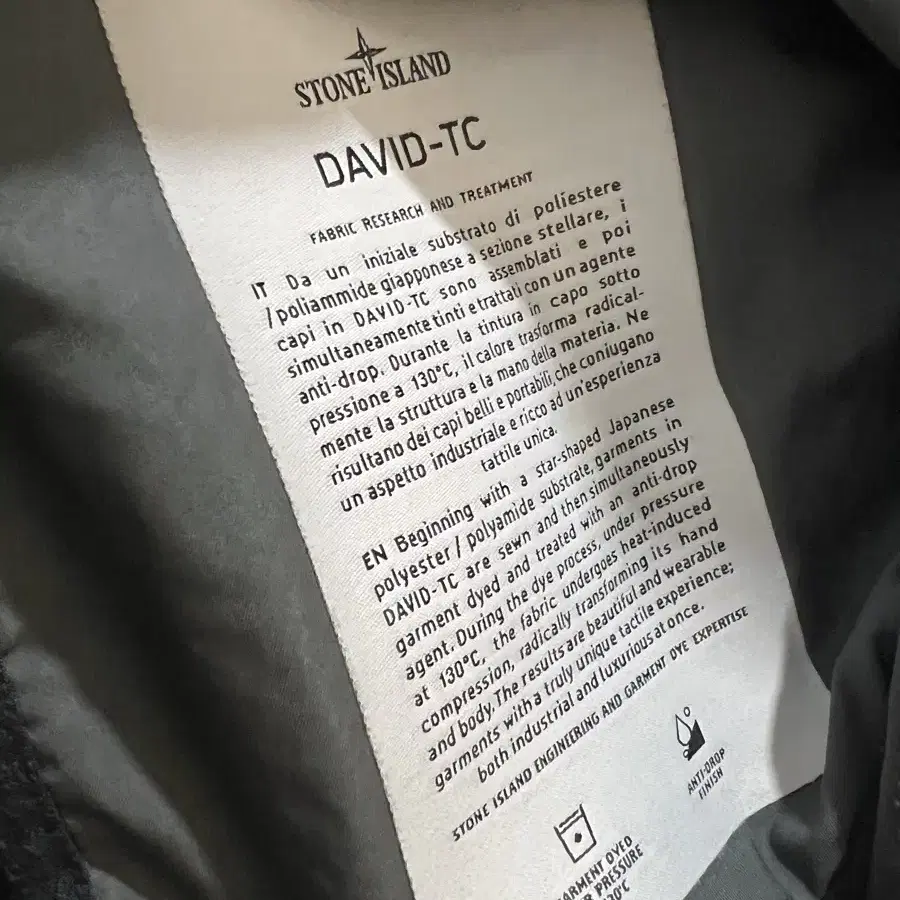 STONE ISLAND
DAVID-TC
FABRIC RESEARCH AND TREATMENT
IT Da un iniziale substrato di poliestere
/poliammide giapponese a sezione stellare, i
capi in DAVID-TC sono assemblati e poi
simultaneamente tinti e trattati con un agente
anti-drop. Durante la tintura in capo sotto
pressione a 130°C, il calore trasforma radical-
mente la struttura e la mano della materia. Ne
risultano dei capi belli e portabili, che coniugano
un aspetto industriale e ricco ad un'esperienza
tattile unica.
EN Beginning with a star-shaped Japanese
polyester / polyamide substrate, garments in
DAVID-TC are sewn and then simultaneously
garment dyed and treated with an anti-drop
agent. During the dye process, under pressure
at 130°C, the fabric undergoes heat-induced
compression, radically transforming its hand
and body. The results are beautiful and wearable
garments with a truly unique tactile experience;
both industrial and luxurious at once.
STONE ISLAND ENGINEERING AND GARMENT DYE EXPERTISE
ANTI-DROP
FINISH
GARMENT DYED
PRESSURE